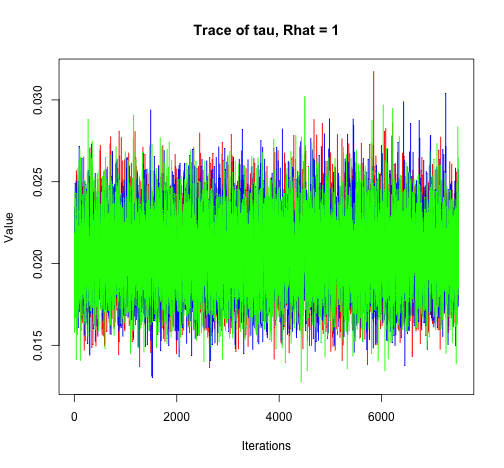 Trace of tau, Rhat = 1
0.030
0.025
0.020
0.015
Value
0 2000 4000 6000
Iterations